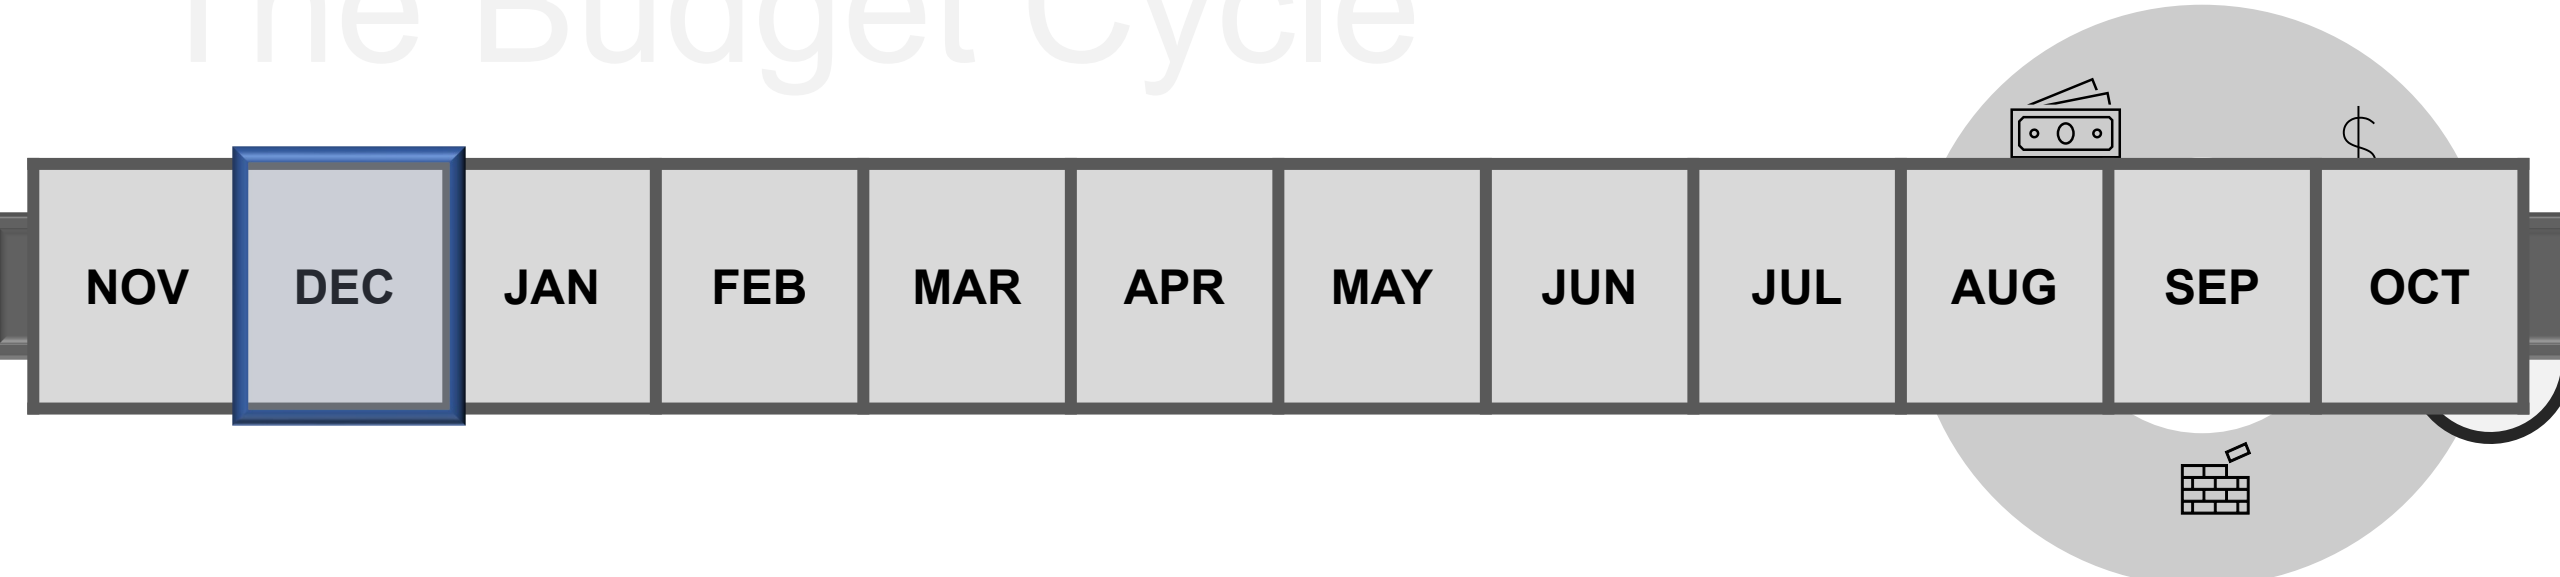 The Budget Cycle
NOV DEC JAN FEB MAR APR MAY JUN JUL AUG SEP OCT